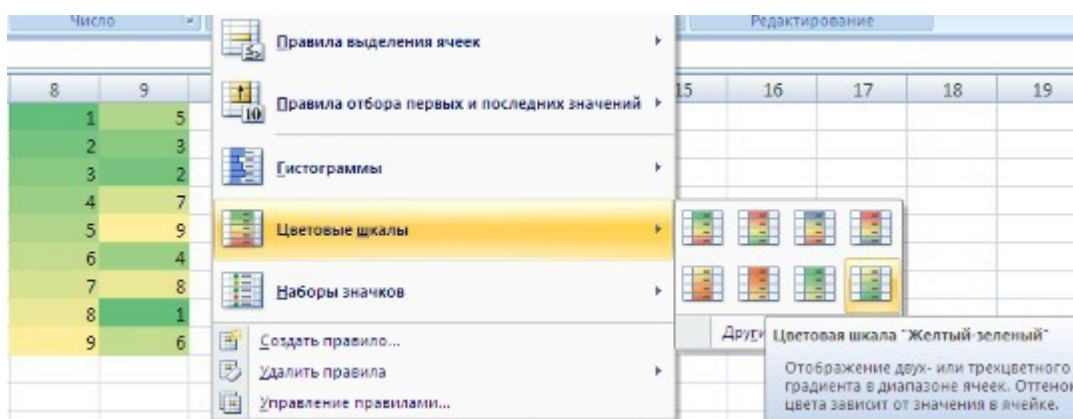 Число
Редактирование
Правила выделения ячеек
8 9 15 16 17 18 19
Правила отбора первых и последних значений
1 5
2 3
3 2
Гистограммы
4 7
5 9
Цветовые шкалы
6 4
7 8
Наборы значков
8 1
9 6
Создать правило...
Удалить правила
Управление правилами...
Цветовая шкала "Желтый-зеленый"
Отображение двух- или трехцветного
градиента в диапазоне ячеек. Оттенок
цвета зависит от значения в ячейке.